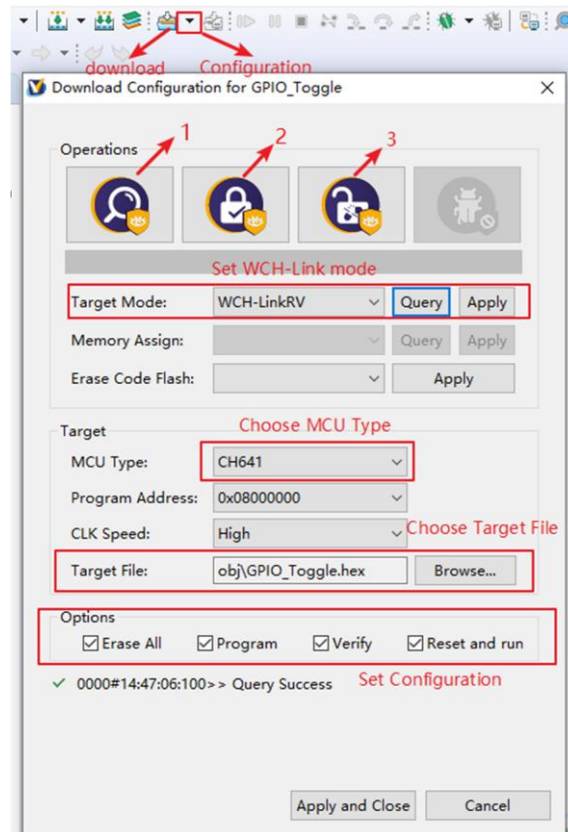 download
Configuration
Download Configuration for GPIO_Toggle
1
2
3
Operations
Set WCH-Link mode
Target Mode: WCH-LinkRV Query Apply
Memory Assign: Query Apply
Erase Code Flash: Apply
Target
Choose MCU Type
MCU Type: CH641
Program Address: 0x08000000
CLK Speed: High
Choose Target File
Target File: obj\GPIO_Toggle.hex Browse...
Options
Erase All Program Verify Reset and run
0000#14:47:06:100>> Query Success
Set Configuration
Apply and Close Cancel